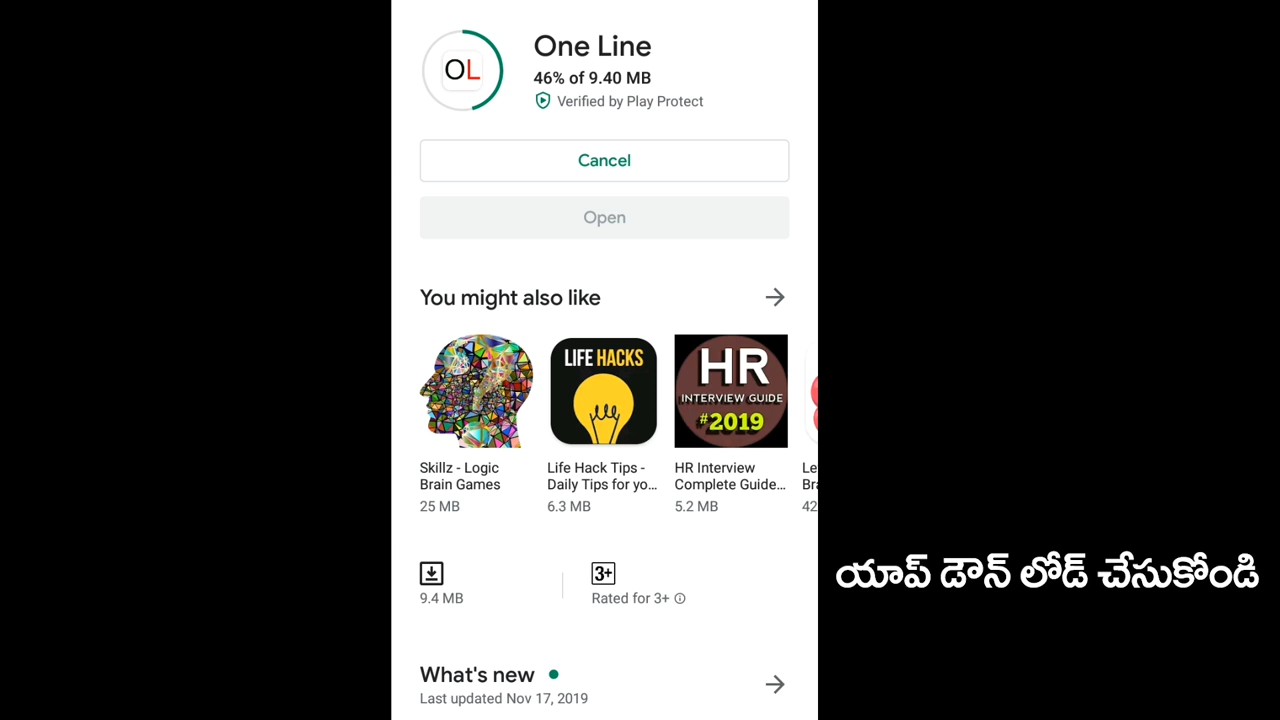 OL
One Line
46% of 9.40 MB
Verified by Play Protect
Cancel
Open
You might also like
LIFE HACKS
HR
INTERVIEW GUIDE
#2019
Skillz - Logic
Brain Games
25 MB
Life Hack Tips -
Daily Tips for yo...
6.3 MB
HR Interview
Complete Guide...
5.2 MB
Le
Bra
42
3+
9.4 MB
Rated for 3+
యాప్ డౌన్ లోడ్ చేసుకోండి
What's new
Last updated Nov 17, 2019